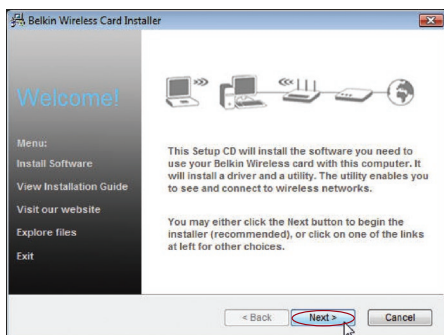 Belkin Wireless Card Installer
Welcome!
Menu:
Install Software
View Installation Guide
Visit our website
Explore files
Exit
This Setup CD will install the software you need to
use your Belkin Wireless card with this computer. It
will install a driver and a utility. The utility enables you
to see and connect to wireless networks.
You may either click the Next button to begin the
installer (recommended), or click on one of the links
at left for other choices.
< Back Next > Cancel